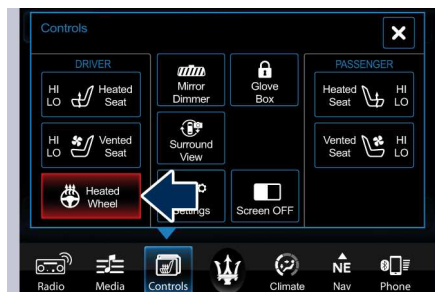 Controls
DRIVER
PASSENGER
HI
LO
Heated
Seat
Mirror
Dimmer
Glove
Box
Heated
Seat
HI
LO
HI
LO
Vented
Seat
Surround
View
Vented
Seat
HI
LO
Heated
Wheel
Settings
Screen OFF
Radio
Media
Controls
Climate
NE
Nav
Phone